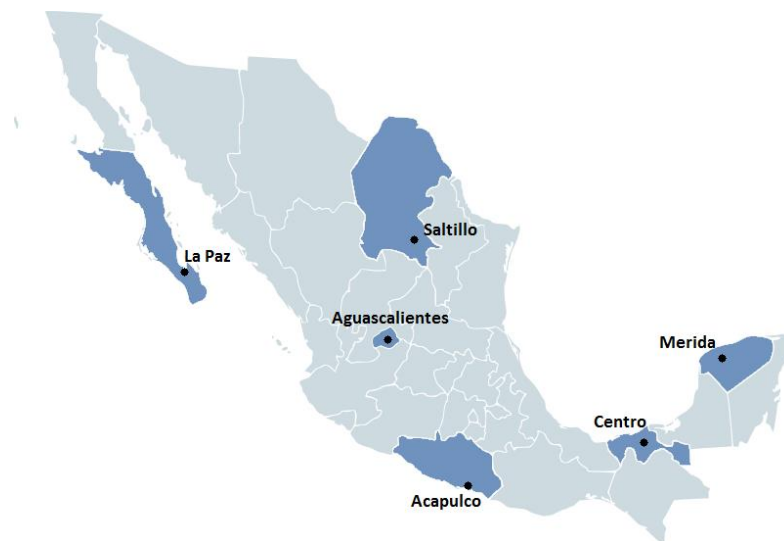 Saltillo
La Paz
Aguascalientes
Merida
Centro
Acapulco